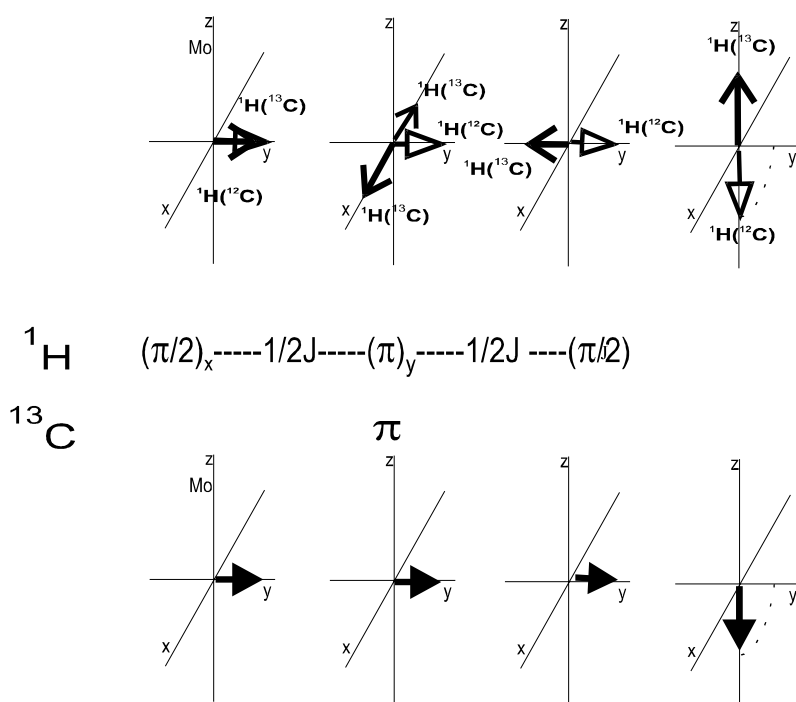 z z z z
Mo ¹H(¹³C)
¹H(¹³C) ¹H(¹³C)
¹H(¹²C) ¹H(¹²C)
y y ¹H(¹³C) y y
¹H(¹²C)
x x ¹H(¹³C) x x
¹H(¹²C)
¹H (π/2)ₓ-----1/2J-----(π)ᵧ-----1/2J ----(π/2)
¹³C π
z z z z
Mo
y y y y
x x x x